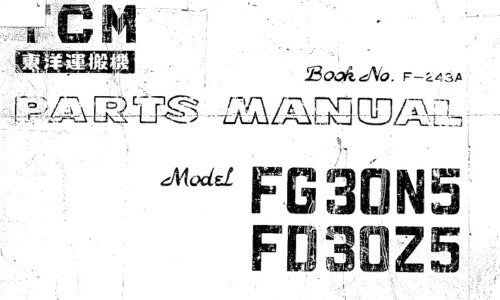 TCM
東洋運搬機
Book No. F-243A
PARTS MANUAL
Model FG30N5
FD30Z5